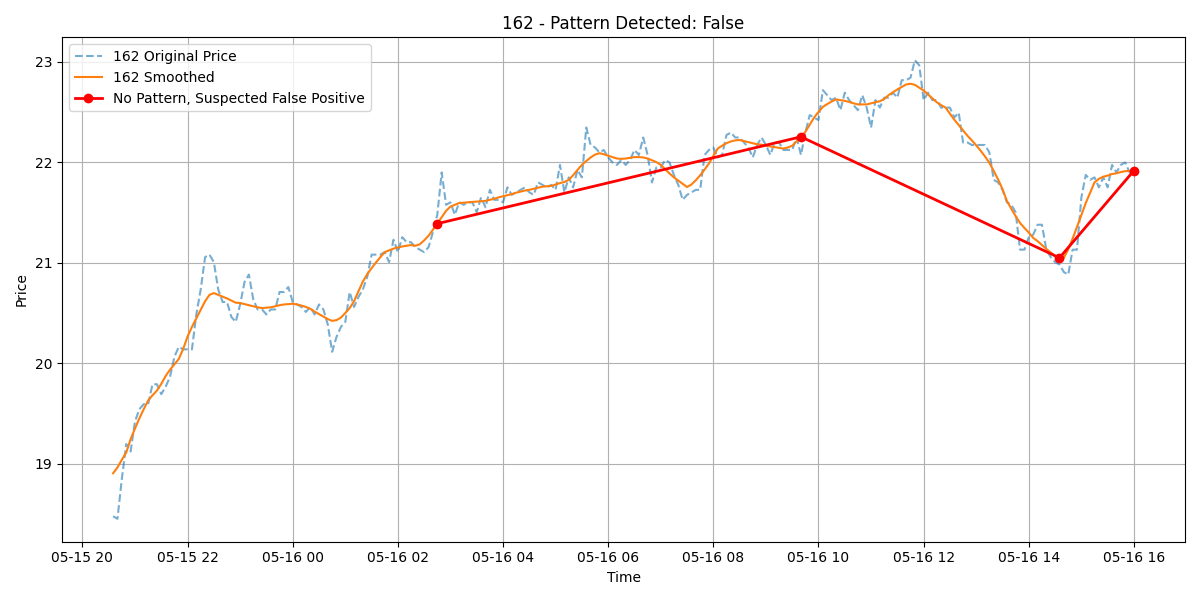 162 - Pattern Detected: False
162 Original Price
162 Smoothed
No Pattern, Suspected False Positive
Price
23
22
21
20
19
05-15 20 05-15 22 05-16 00 05-16 02 05-16 04 05-16 06 05-16 08 05-16 10 05-16 12 05-16 14 05-16 16
Time